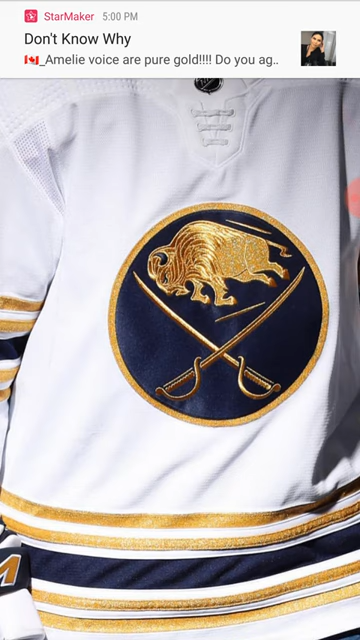 StarMaker 5:00 PM
Don't Know Why
🇨🇦_Amelie voice are pure gold!!!! Do you ag..